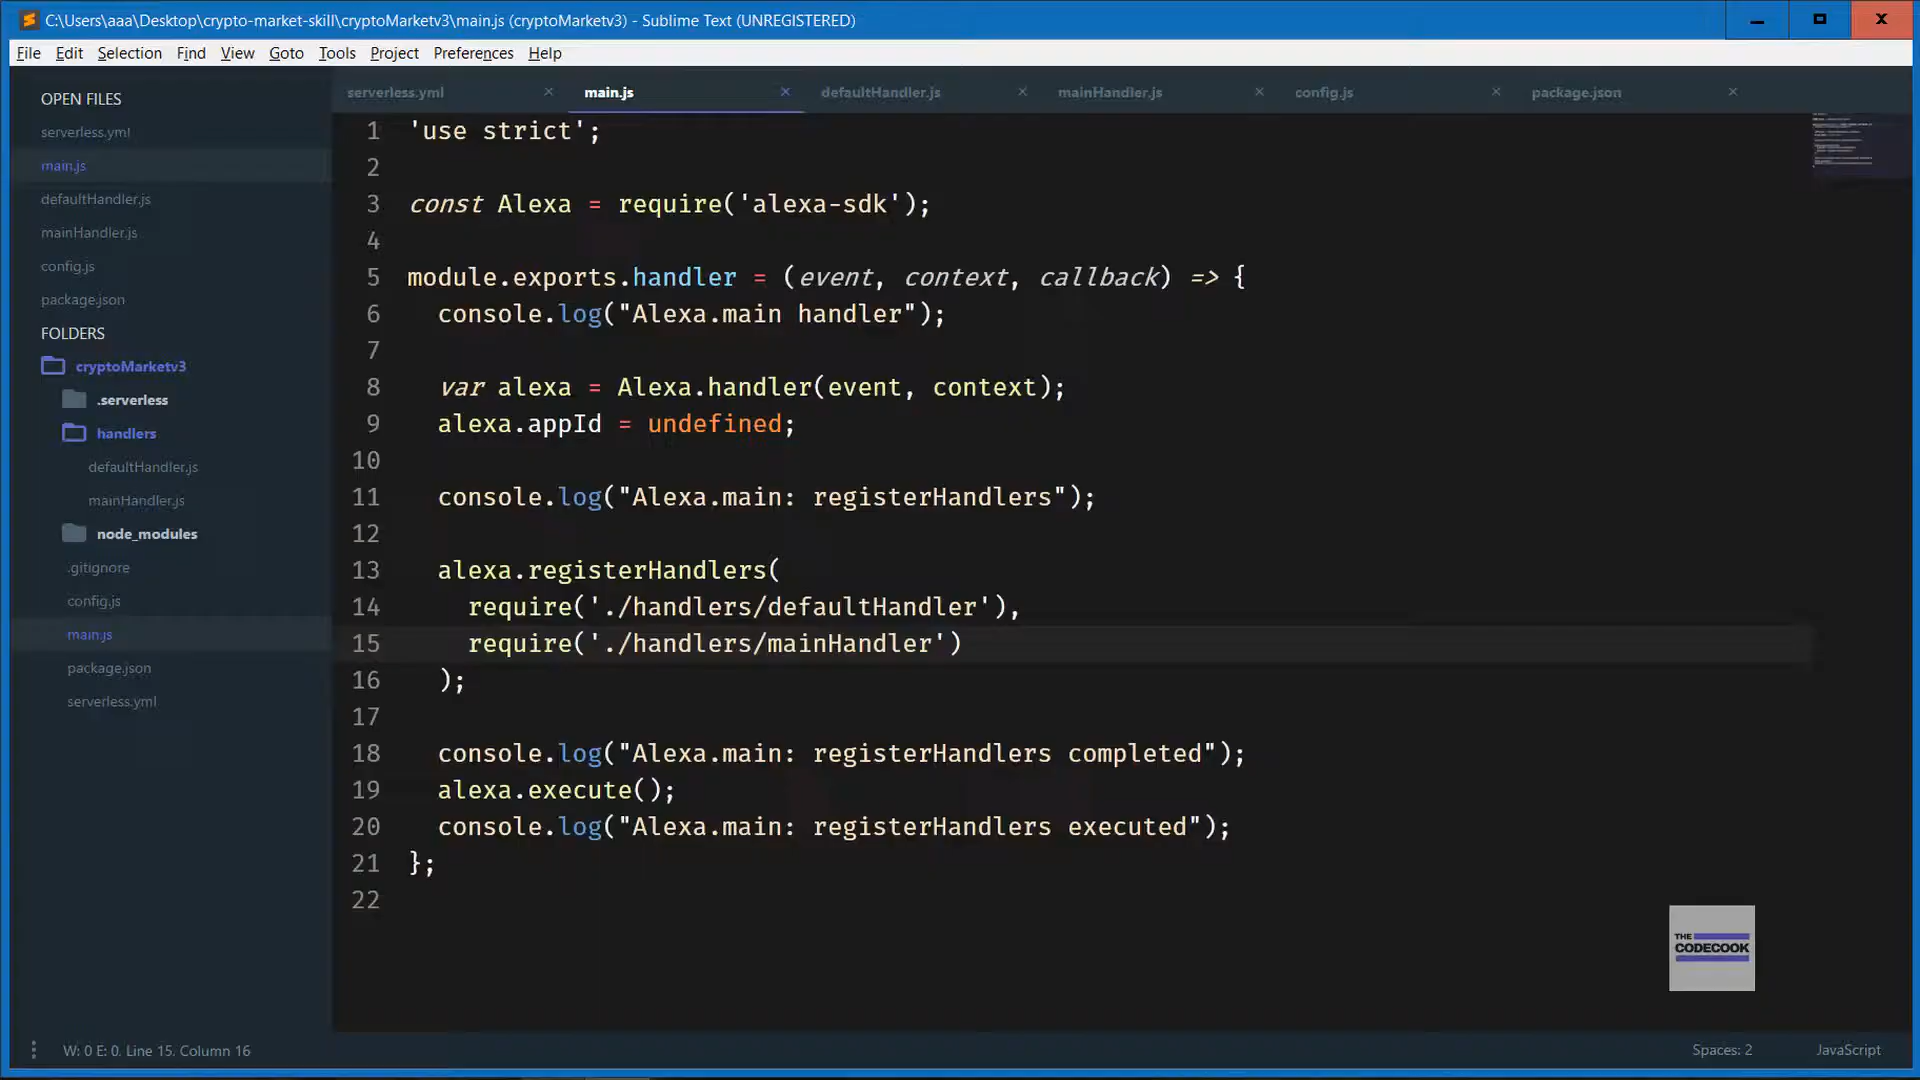 C:\Users\aaa\Desktop\crypto-market-skill\cryptoMarketv3\main.js (cryptoMarketv3) - Sublime Text (UNREGISTERED)
File Edit Selection Find View Goto Tools Project Preferences Help
OPEN FILES
serverless.yml
main.js
defaultHandler.js
mainHandler.js
config.js
package.json
FOLDERS
cryptoMarketv3
.serverless
handlers
defaultHandler.js
mainHandler.js
node_modules
.gitignore
config.js
main.js
package.json
serverless.yml
serverless.yml × main.js × defaultHandler.js × mainHandler.js × config.js × package.json ×
1 'use strict';
2
3 const Alexa = require('alexa-sdk');
4
5 module.exports.handler = (event, context, callback) => {
6 console.log("Alexa.main handler");
7
8 var alexa = Alexa.handler(event, context);
9 alexa.appId = undefined;
10
11 console.log("Alexa.main: registerHandlers");
12
13 alexa.registerHandlers(
14 require('./handlers/defaultHandler'),
15 require('./handlers/mainHandler')
16 );
17
18 console.log("Alexa.main: registerHandlers completed");
19 alexa.execute();
20 console.log("Alexa.main: registerHandlers executed");
21 };
22
THE
CODECOOK
W: 0 E: 0. Line 15. Column 16
Spaces: 2 JavaScript